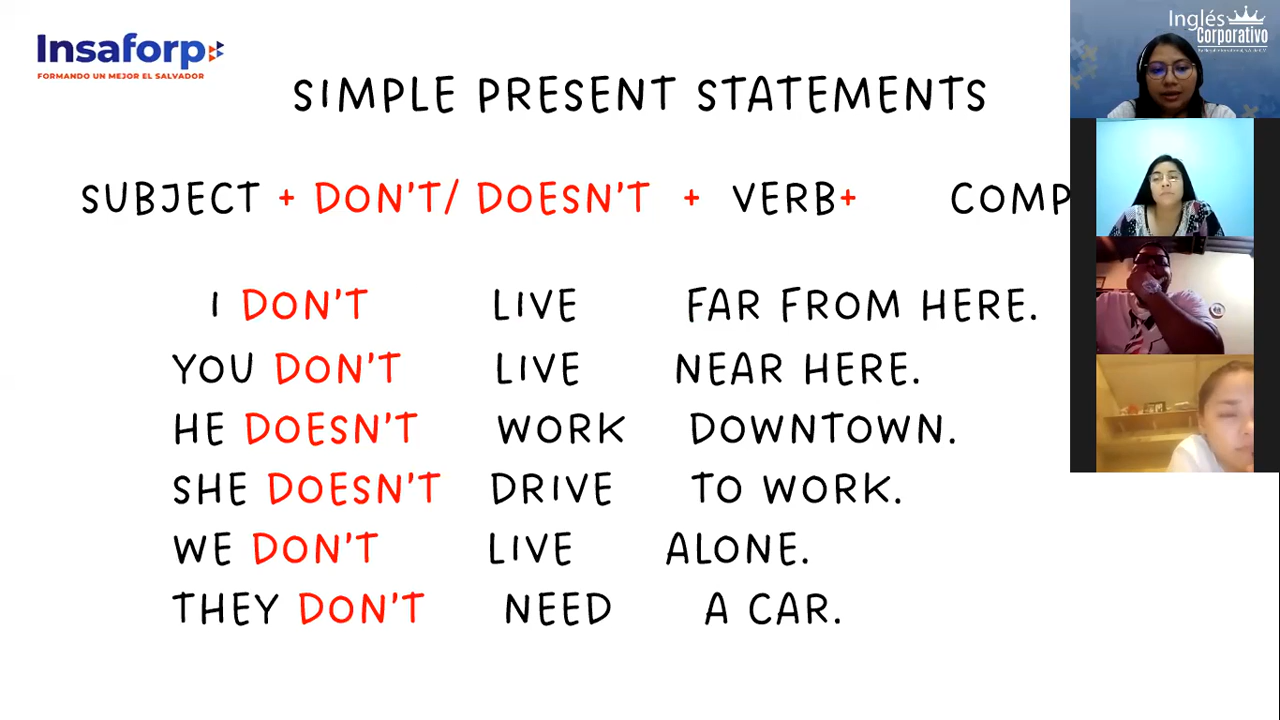 Insaforp
FORMANDO UN MEJOR EL SALVADOR
Inglés
Corporativo
SIMPLE PRESENT STATEMENTS
SUBJECT + DON'T/ DOESN'T + VERB+ COMP
I DON'T LIVE FAR FROM HERE.
YOU DON'T LIVE NEAR HERE.
HE DOESN'T WORK DOWNTOWN.
SHE DOESN'T DRIVE TO WORK.
WE DON'T LIVE ALONE.
THEY DON'T NEED A CAR.